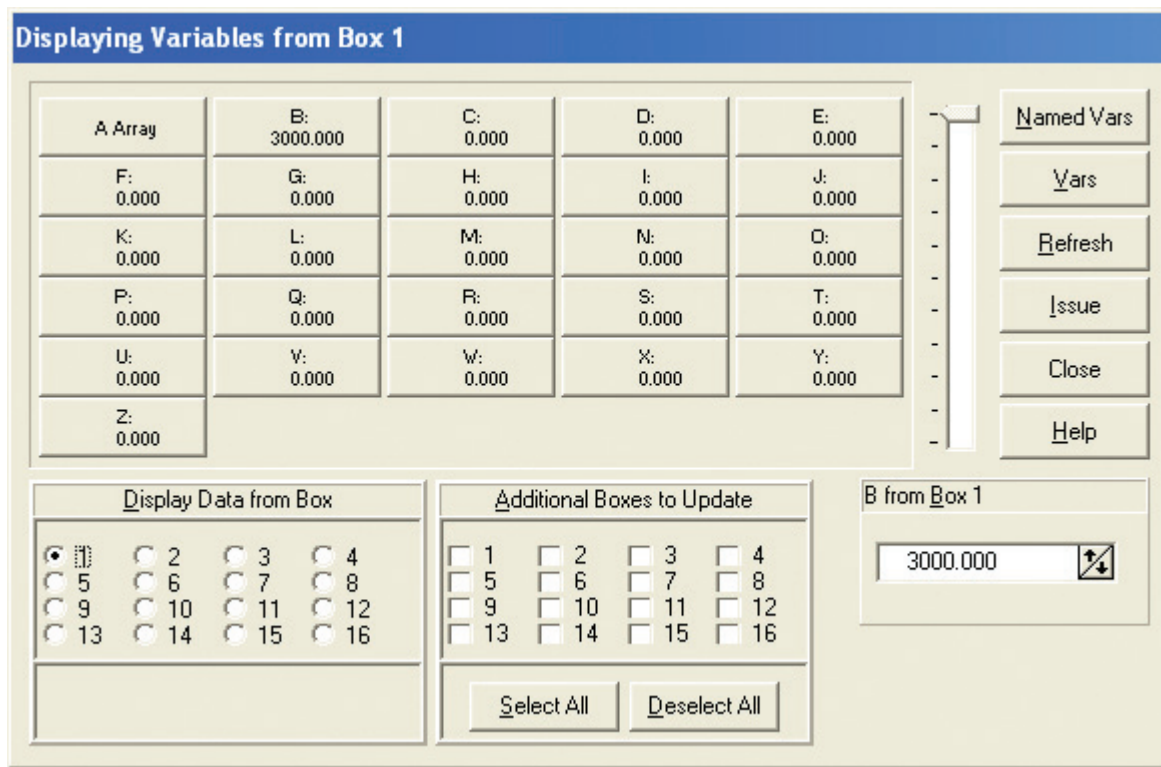 Displaying Variables from Box 1
A Array
B:
3000.000
C:
0.000
D:
0.000
E:
0.000
Named Vars
F:
0.000
G:
0.000
H:
0.000
I:
0.000
J:
0.000
Vars
K:
0.000
L:
0.000
M:
0.000
N:
0.000
O:
0.000
Refresh
P:
0.000
Q:
0.000
R:
0.000
S:
0.000
T:
0.000
Issue
U:
0.000
V:
0.000
W:
0.000
X:
0.000
Y:
0.000
Close
Z:
0.000
Help
Display Data from Box
1 2 3 4
5 6 7 8
9 10 11 12
13 14 15 16
Additional Boxes to Update
1 2 3 4
5 6 7 8
9 10 11 12
13 14 15 16
Select All
Deselect All
B from Box 1
3000.000